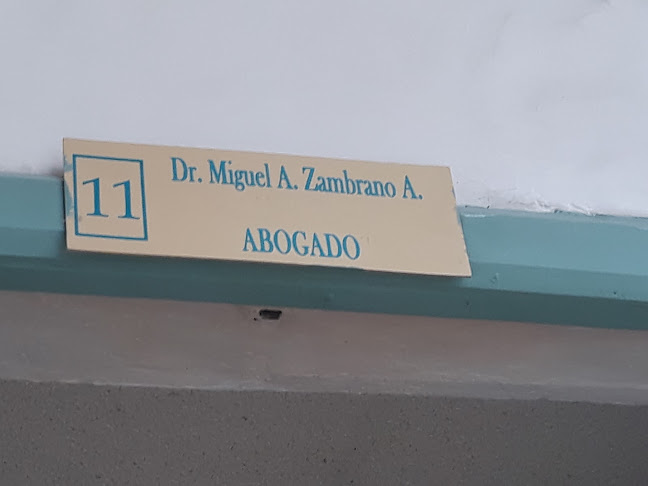 11
Dr. Miguel A. Zambrano A.
ABOGADO